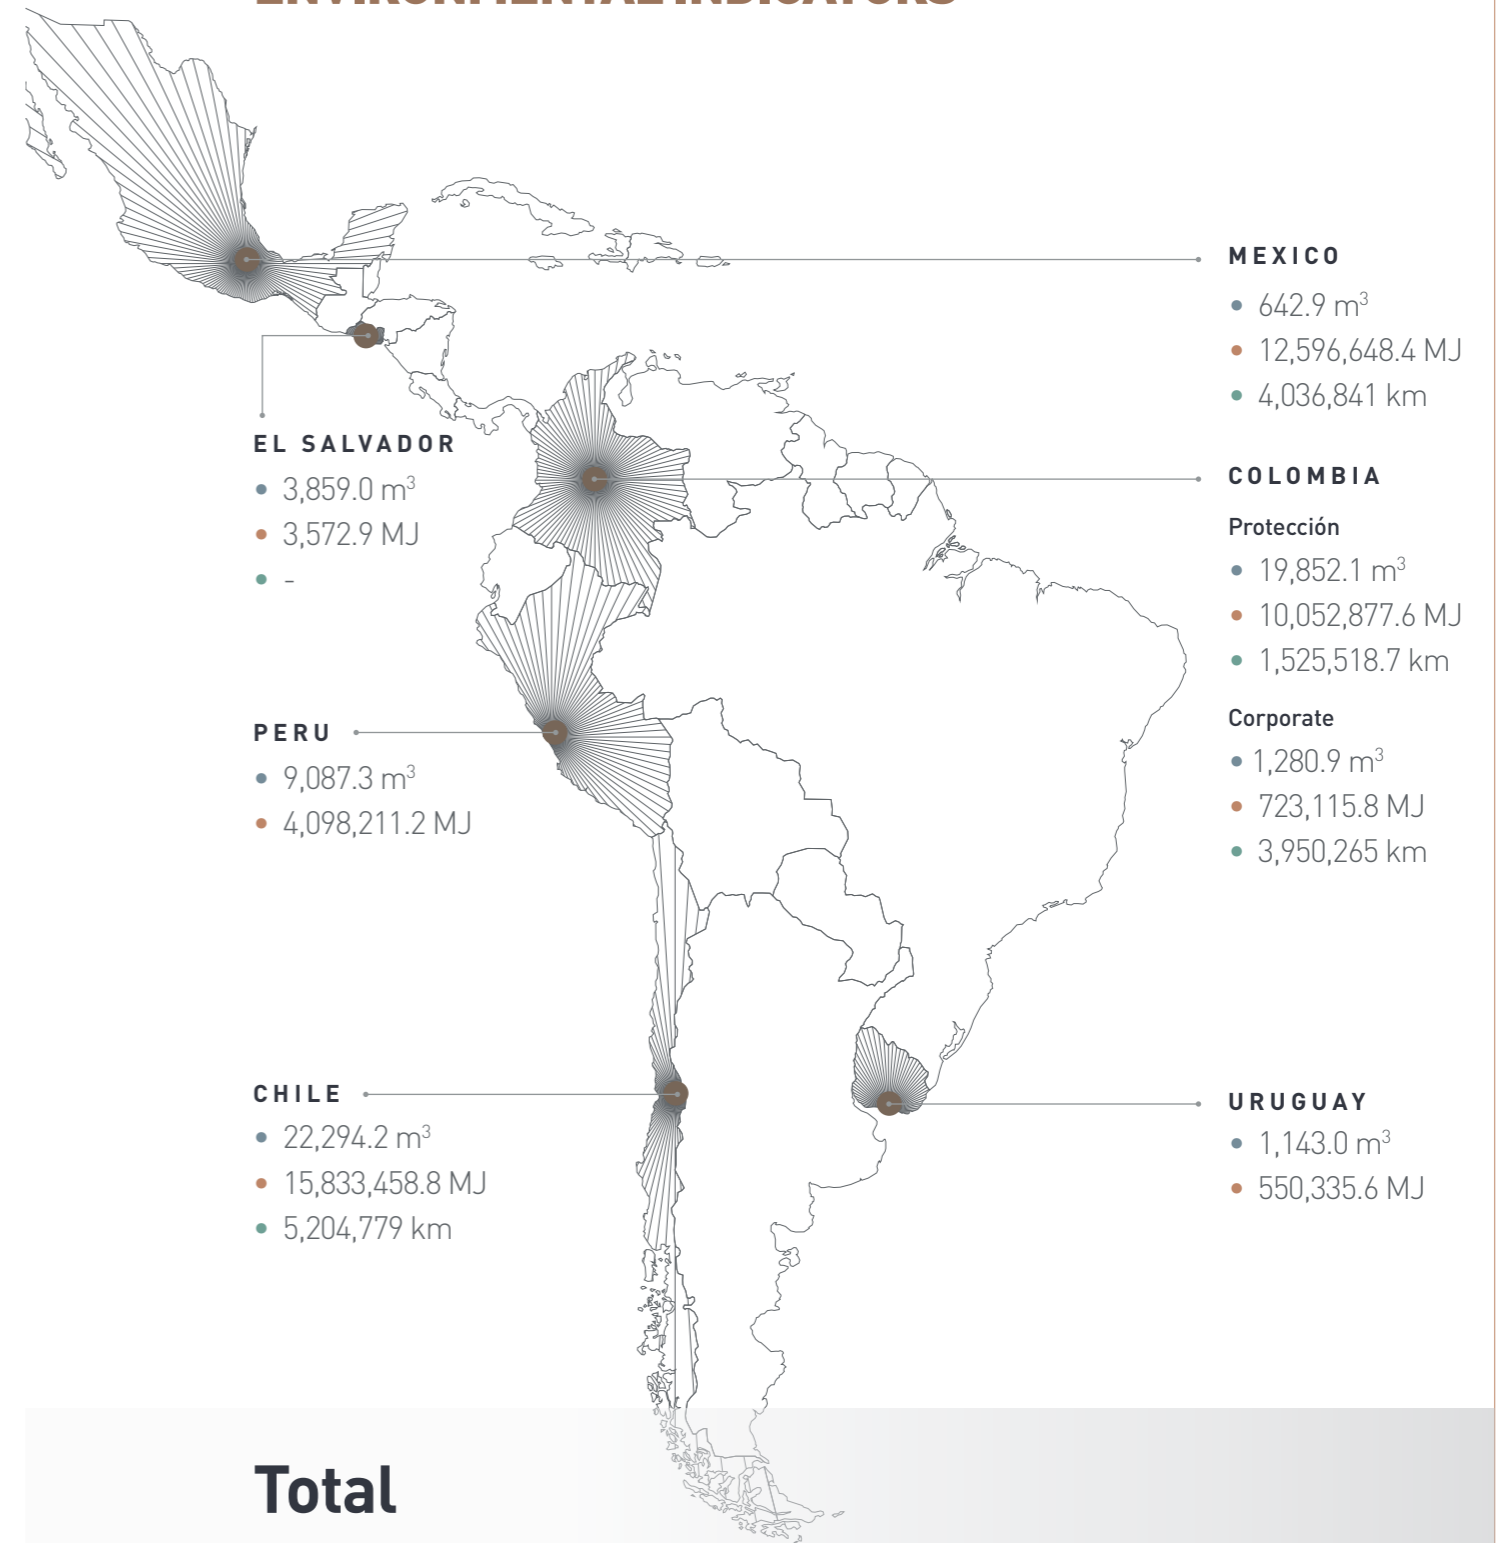 ENVIRONMENTAL INDICATORS
MEXICO
• 642.9 m³
• 12,596,648.4 MJ
• 4,036,841 km
EL SALVADOR
• 3,859.0 m³
• 3,572.9 MJ
• -
COLOMBIA
Protección
• 19,852.1 m³
• 10,052,877.6 MJ
• 1,525,518.7 km
Corporate
• 1,280.9 m³
• 723,115.8 MJ
• 3,950,265 km
PERU
• 9,087.3 m³
• 4,098,211.2 MJ
CHILE
• 22,294.2 m³
• 15,833,458.8 MJ
• 5,204,779 km
URUGUAY
• 1,143.0 m³
• 550,335.6 MJ
Total